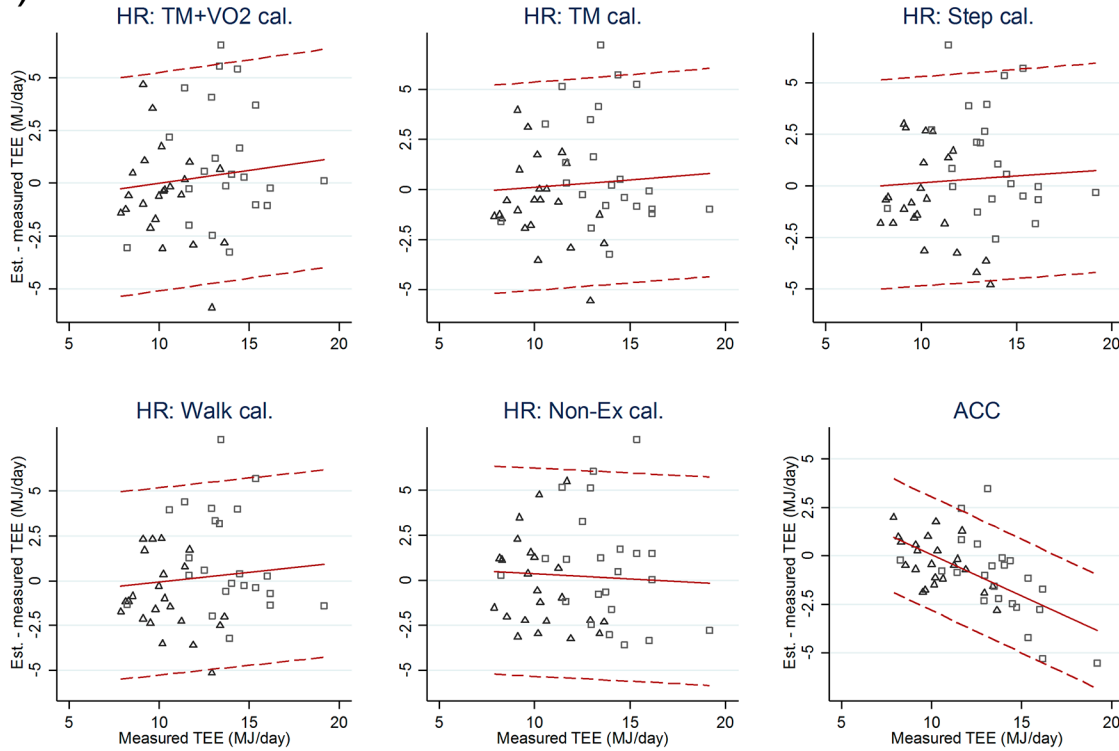 )
HR: TM+VO2 cal.
HR: TM cal.
HR: Step cal.
Est. - measured TEE (MJ/day)
5
2.5
0
-2.5
-5
5
2.5
0
-2.5
-5
5
2.5
0
-2.5
-5
5 10 15 20
5 10 15 20
5 10 15 20
HR: Walk cal.
HR: Non-Ex cal.
ACC
Est. - measured TEE (MJ/day)
5
2.5
0
-2.5
-5
5
2.5
0
-2.5
-5
Est. - measured TEE (MJ/day)
5
2.5
0
-2.5
-5
5 10 15 20
5 10 15 20
5 10 15 20
Measured TEE (MJ/day)
Measured TEE (MJ/day)
Measured TEE (MJ/day)